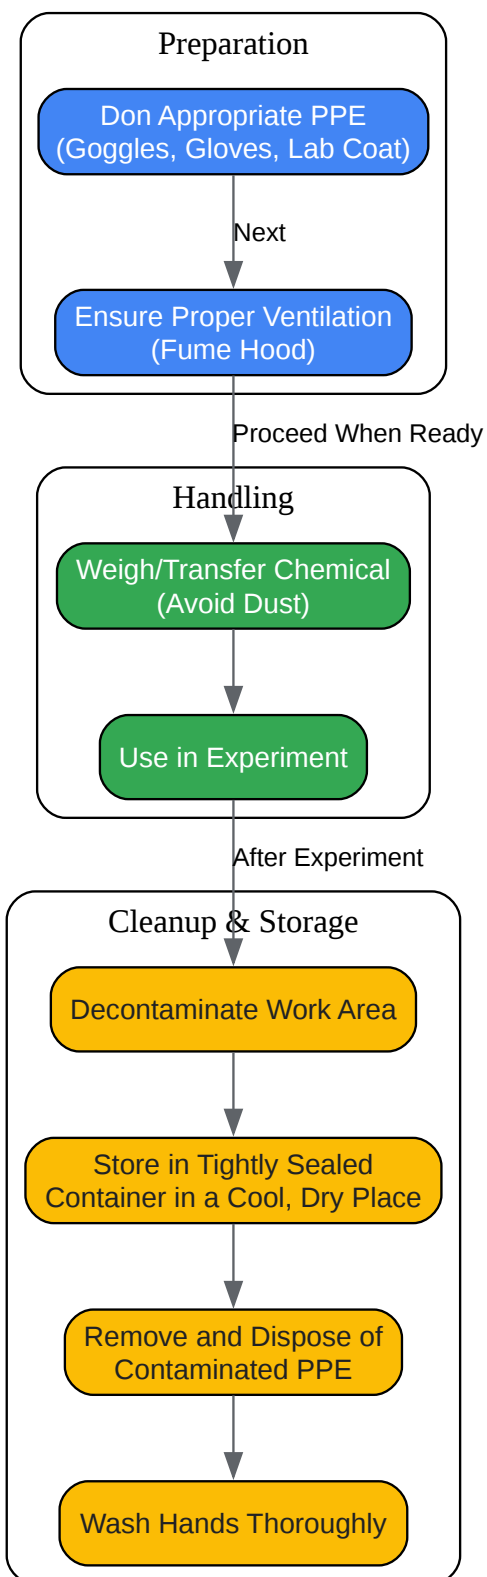 Preparation
Don Appropriate PPE
(Goggles, Gloves, Lab Coat)
Next
Ensure Proper Ventilation
(Fume Hood)
Proceed When Ready
Handling
Weigh/Transfer Chemical
(Avoid Dust)
Use in Experiment
After Experiment
Cleanup & Storage
Decontaminate Work Area
Store in Tightly Sealed
Container in a Cool, Dry Place
Remove and Dispose of
Contaminated PPE
Wash Hands Thoroughly